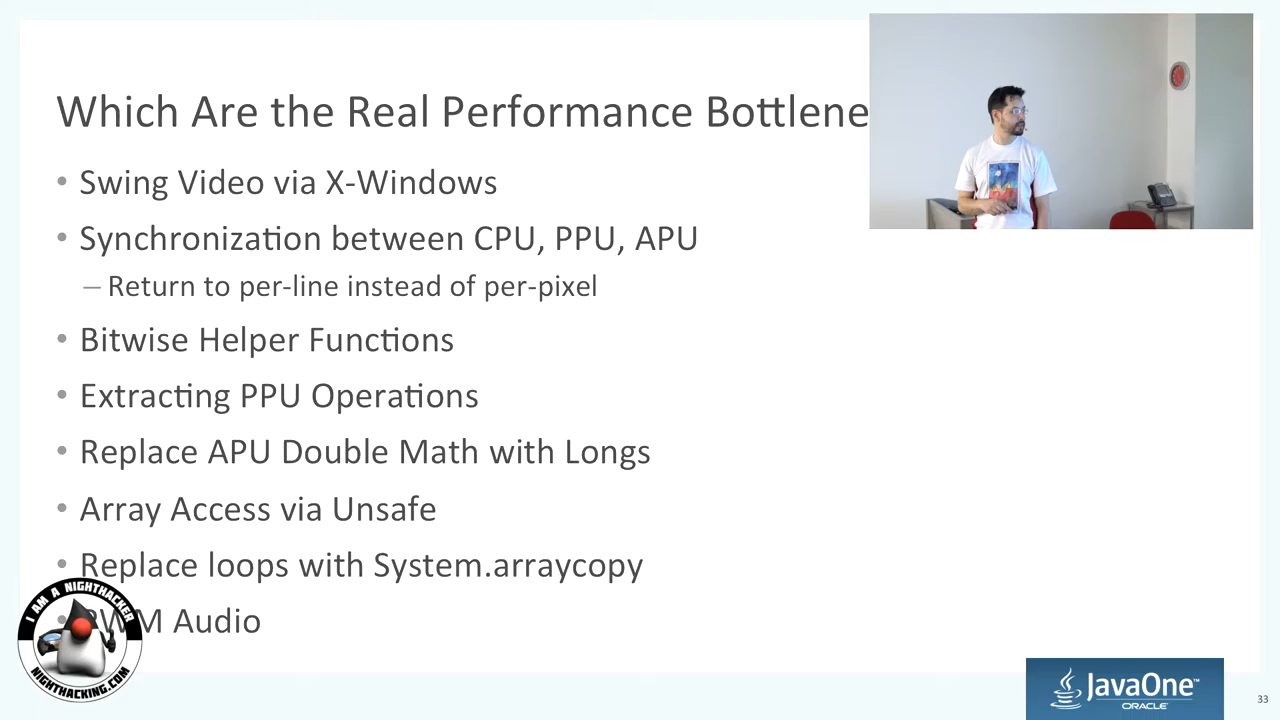 Which Are the Real Performance Bottlene
• Swing Video via X-Windows
• Synchronization between CPU, PPU, APU
– Return to per-line instead of per-pixel
• Bitwise Helper Functions
• Extracting PPU Operations
• Replace APU Double Math with Longs
• Array Access via Unsafe
• Replace loops with System.arraycopy
• PWM Audio
I AM A NIGHTHACKER
NIGHTHACKING.COM
JavaOne™
ORACLE
33